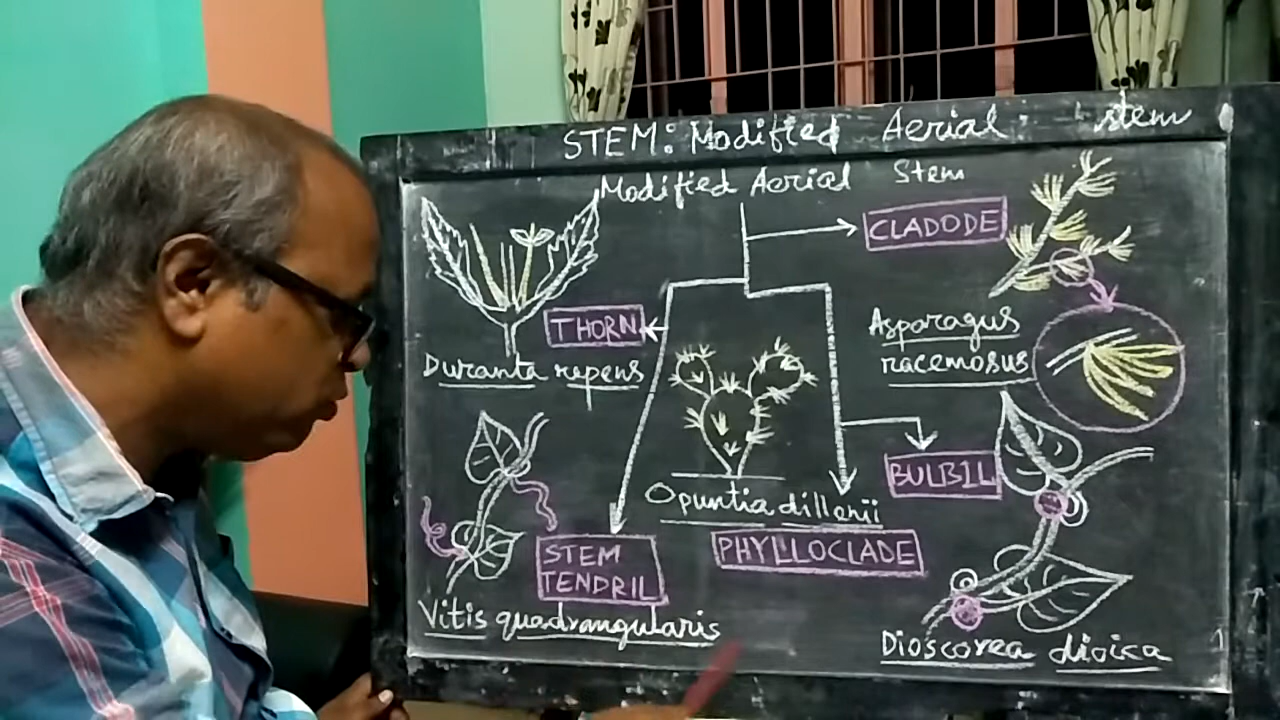 STEM: Modified Aerial stem
Modified Aerial Stem
CLADODE
THORN
Asparagus
racemosus
Duranta repens
BULBIL
Opuntia dillenii
PHYLLOCLADE
STEM
TENDRIL
Vitis quadrangularis
Dioscorea dioica